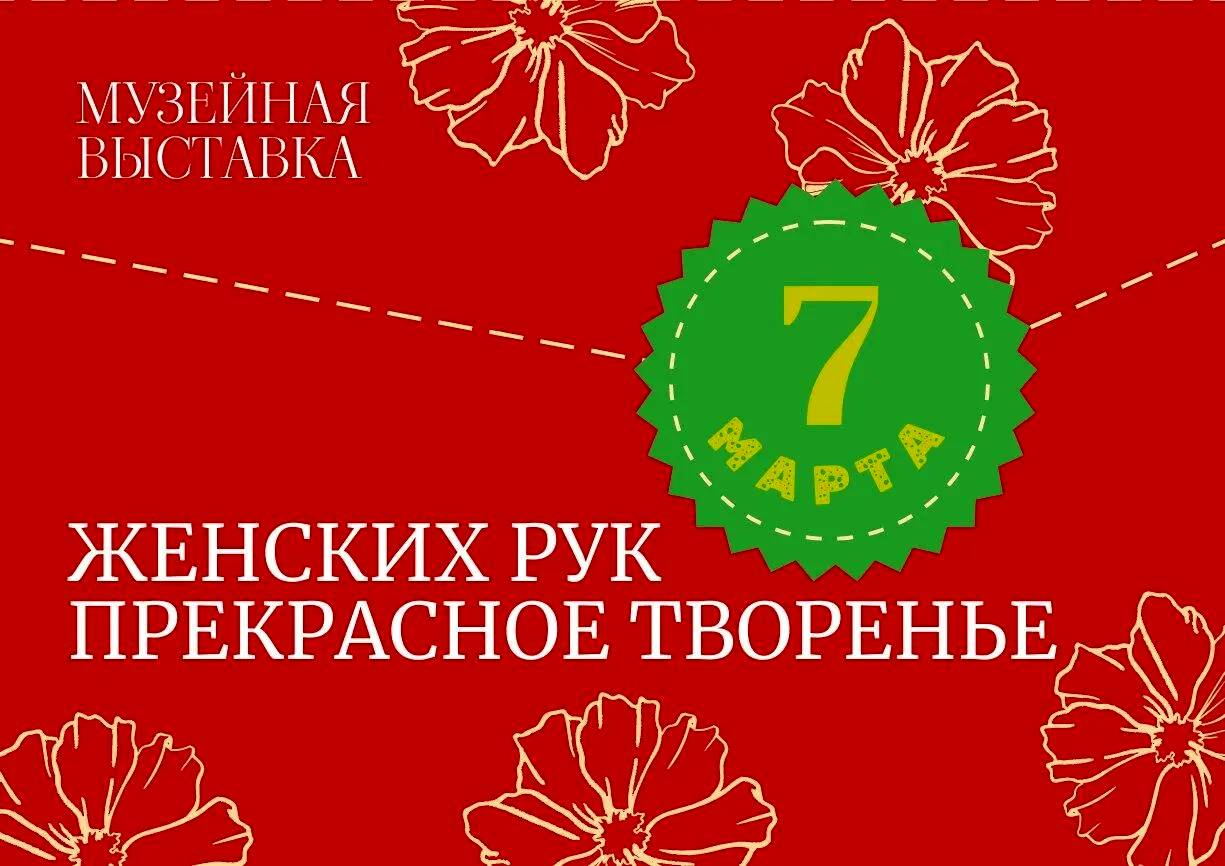 МУЗЕЙНАЯ
ВЫСТАВКА
7
МАРТА
ЖЕНСКИХ РУК
ПРЕКРАСНОЕ ТВОРЕНЬЕ